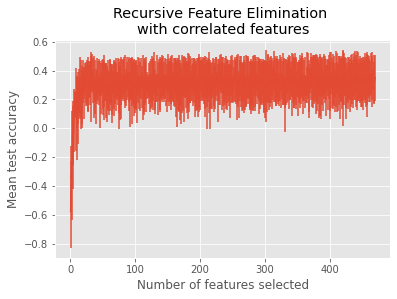 Recursive Feature Elimination
with correlated features
0.6
0.4
0.2
0.0
−0.2
−0.4
−0.6
−0.8
Mean test accuracy
0 100 200 300 400
Number of features selected